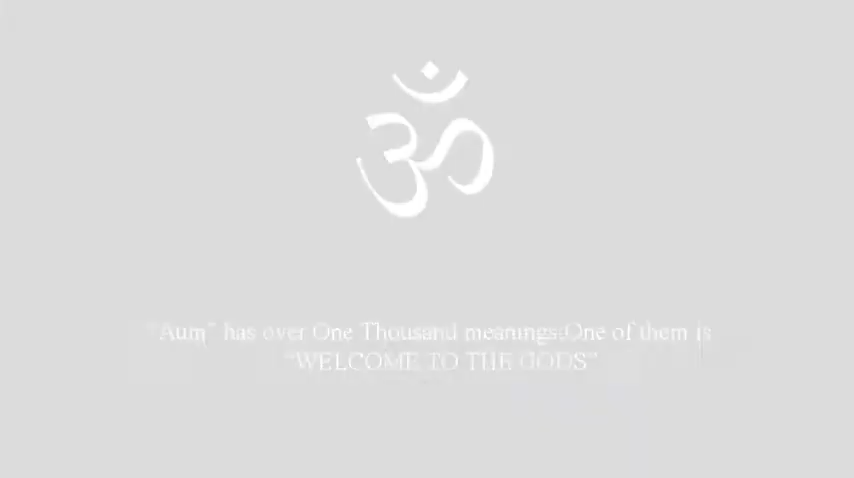 ॐ
"Aum" has over One Thousand meanings.One of them is
"WELCOME TO THE GODS"